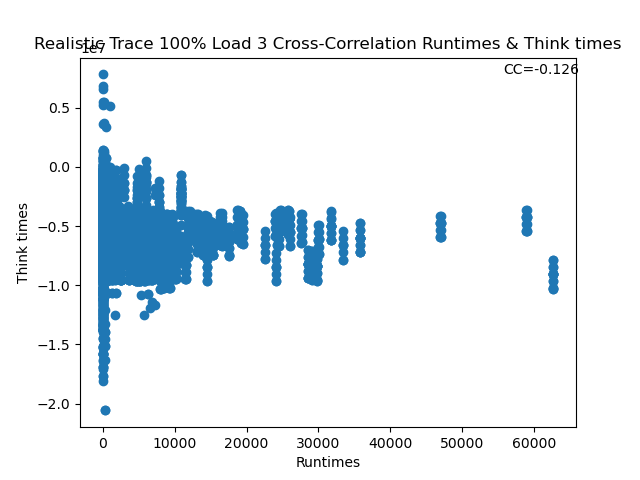 Realistic Trace 100% Load 3 Cross-Correlation Runtimes & Think times
1e7
CC=-0.126
0.5
0.0
−0.5
−1.0
−1.5
−2.0
Think times
0 10000 20000 30000 40000 50000 60000
Runtimes